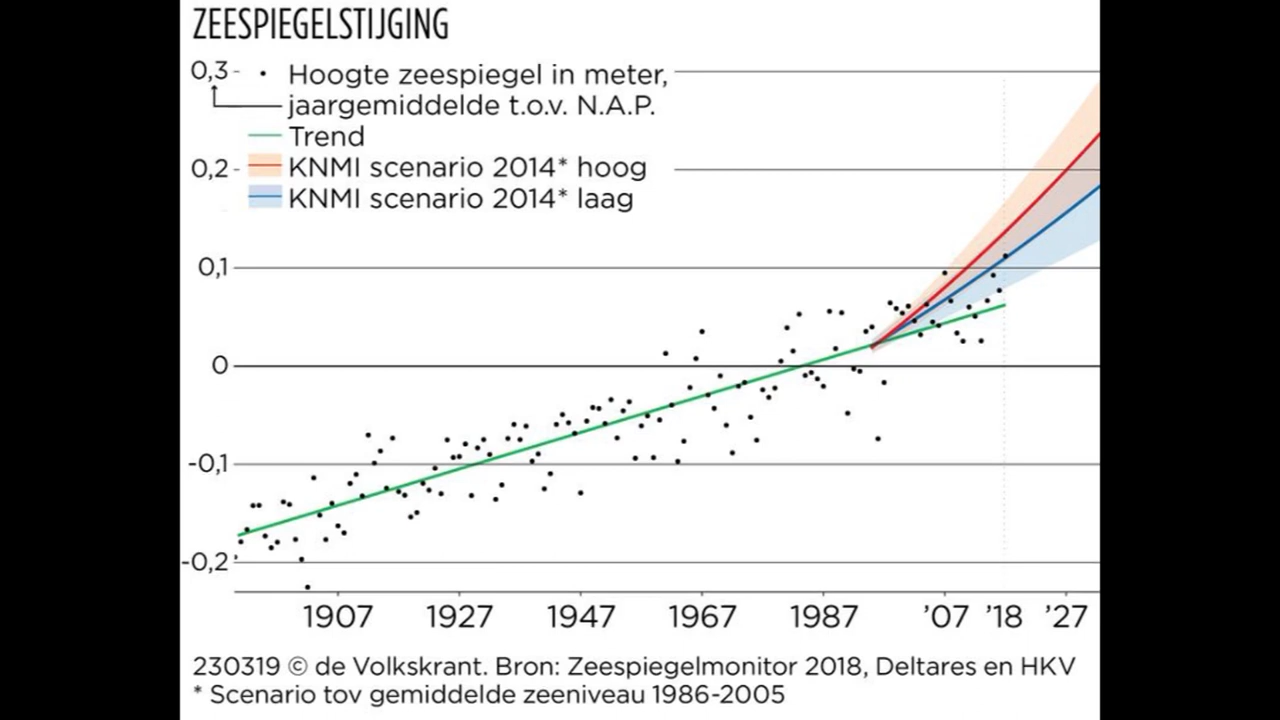 ZEESPIEGELSTIJGING
0,3
Hoogte zeespiegel in meter,
jaargemiddelde t.o.v. N.A.P.
Trend
0,2
KNMI scenario 2014* hoog
KNMI scenario 2014* laag
0,1
0
-0,1
-0,2
1907 1927 1947 1967 1987 '07 '18 '27
230319 © de Volkskrant. Bron: Zeespiegelmonitor 2018, Deltares en HKV
* Scenario tov gemiddelde zeeniveau 1986-2005